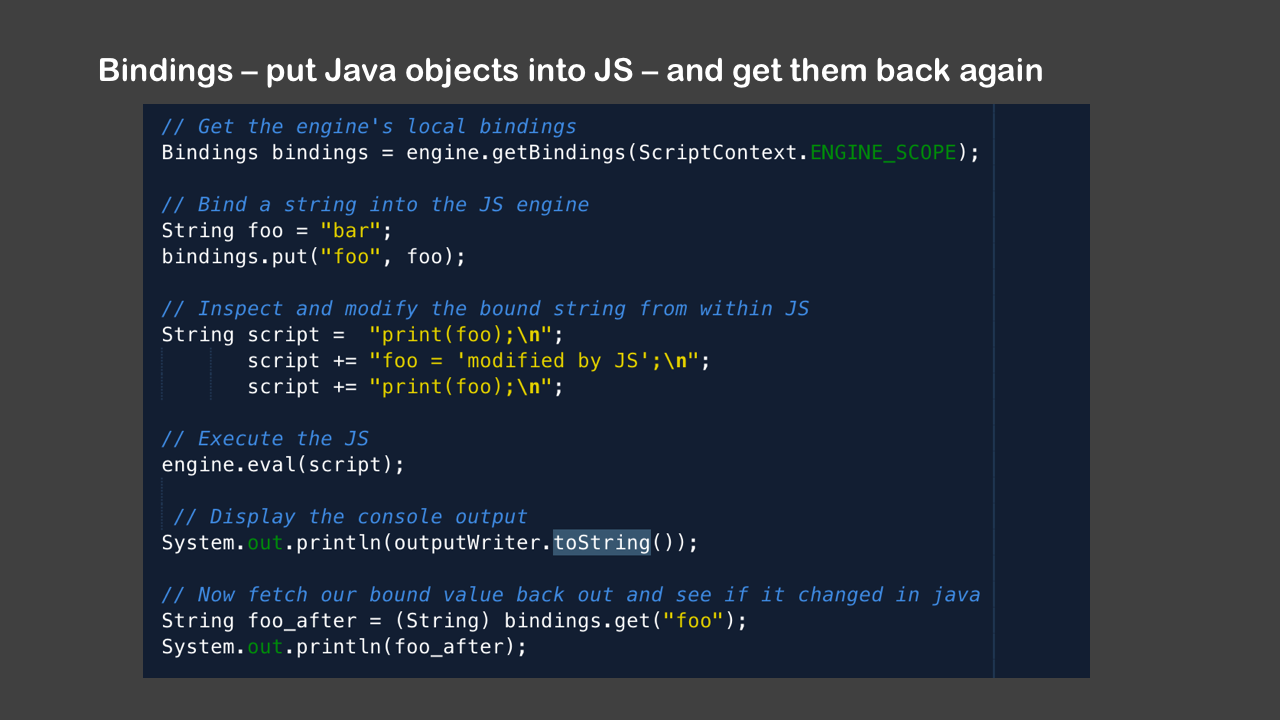 Bindings – put Java objects into JS – and get them back again
// Get the engine's local bindings
Bindings bindings = engine.getBindings(ScriptContext.ENGINE_SCOPE);
// Bind a string into the JS engine
String foo = "bar";
bindings.put("foo", foo);
// Inspect and modify the bound string from within JS
String script =  "print(foo);\n";
script += "foo = 'modified by JS';\n";
script += "print(foo);\n";
// Execute the JS
engine.eval(script);
// Display the console output
System.out.println(outputWriter.toString());
// Now fetch our bound value back out and see if it changed in java
String foo_after = (String) bindings.get("foo");
System.out.println(foo_after);